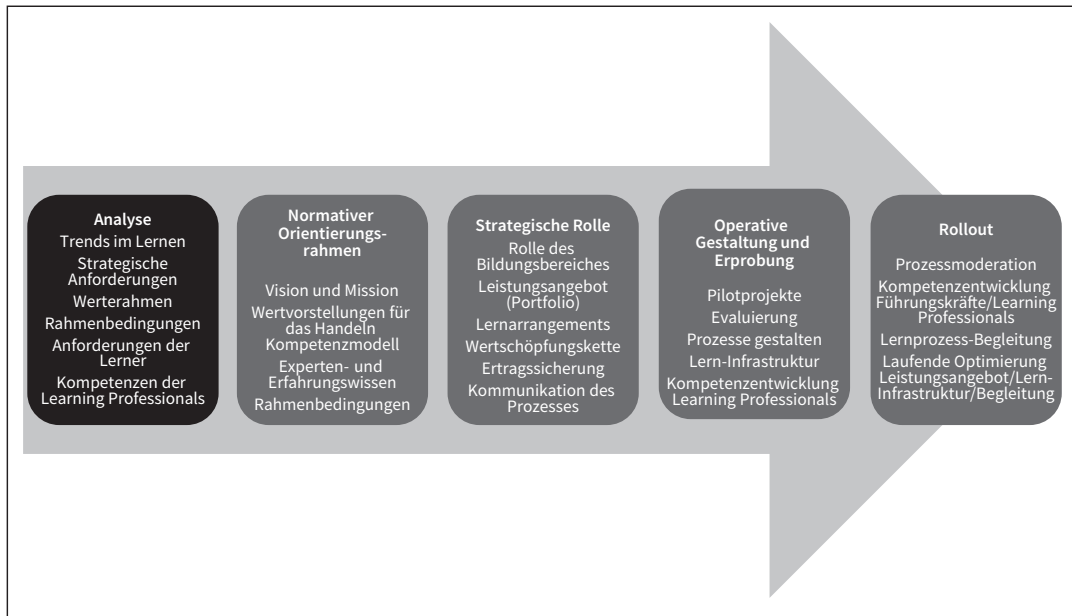 Analyse
Trends im Lernen
Strategische
Anforderungen
Werterahmen
Rahmenbedingungen
Anforderungen der
Lerner
Kompetenzen der
Learning Professionals
Normativer
Orientierungs-
rahmen
Vision und Mission
Wertvorstellungen für
das Handeln
Kompetenzmodell
Experten- und
Erfahrungswissen
Rahmenbedingungen
Strategische Rolle
Rolle des
Bildungsbereiches
Leistungsangebot
(Portfolio)
Lernarrangements
Wertschöpfungskette
Ertragssicherung
Kommunikation des
Prozesses
Operative
Gestaltung und
Erprobung
Pilotprojekte
Evaluierung
Prozesse gestalten
Lern-Infrastruktur
Kompetenzentwicklung
Learning Professionals
Rollout
Prozessmoderation
Kompetenzentwicklung
Führungskräfte/Learning
Professionals
Lernprozess-Begleitung
Laufende Optimierung
Leistungsangebot/Lern-
Infrastruktur/Begleitung